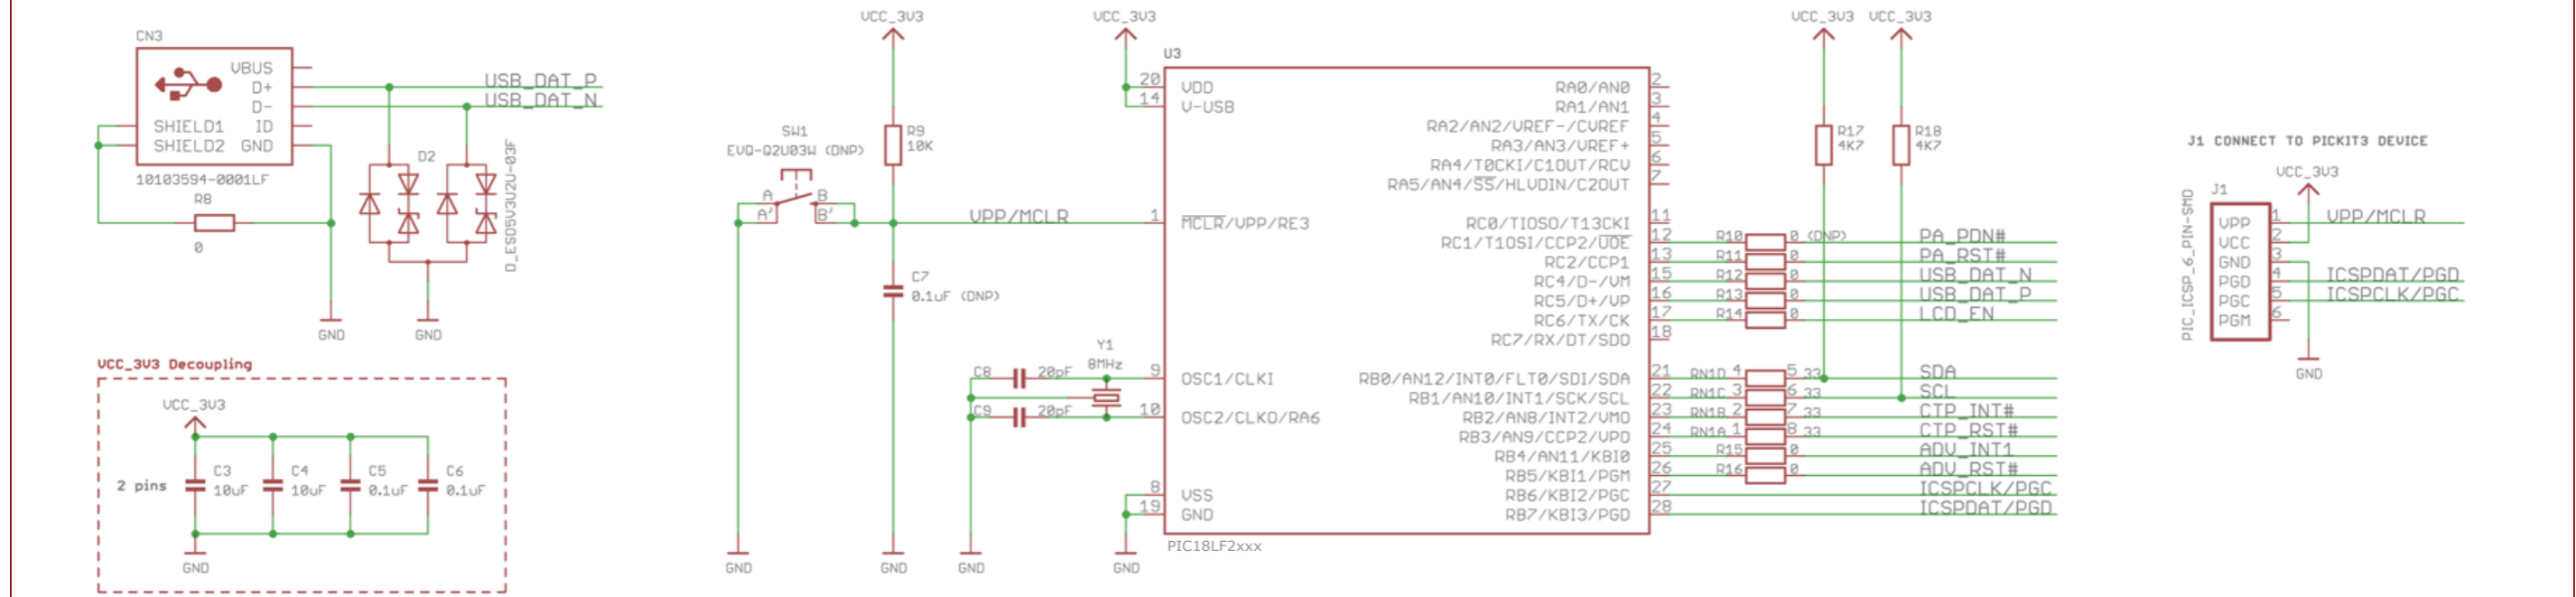 CN3
VBUS
D+
D-
SHIELD1 ID
SHIELD2 GND
10103594-0001LF
R8
0
USB_DAT_P
USB_DAT_N
D2
D_ESD5V3U2U-03F
GND
GND
VCC_3V3 Decoupling
VCC_3V3
2 pins
C3
10uF
C4
10uF
C5
0.1uF
C6
0.1uF
GND
VCC_3V3
SW1
EVQ-Q2U03W (DNP)
A B
A' B'
R9
10K
VPP/MCLR
C7
0.1uF (DNP)
C8 20pF
Y1
8MHz
C9 20pF
GND
GND
GND
GND
VCC_3V3
U3
20 VDD
14 V-USB
1 MCLR/VPP/RE3
9 OSC1/CLKI
10 OSC2/CLKO/RA6
8 VSS
19 GND
PIC18LF2xxx
RA0/AN0 2
RA1/AN1 3
RA2/AN2/VREF-/CVREF 4
RA3/AN3/VREF+ 5
RA4/T0CKI/C1OUT/RCV 6
RA5/AN4/SS/HLVDIN/C2OUT 7
RC0/TIOSO/T13CKI 11
RC1/T1OSI/CCP2/UOE 12
RC2/CCP1 13
RC4/D-/VM 15
RC5/D+/VP 16
RC6/TX/CK 17
RC7/RX/DT/SDO 18
RB0/AN12/INT0/FLT0/SDI/SDA 21
RB1/AN10/INT1/SCK/SCL 22
RB2/AN8/INT2/VMO 23
RB3/AN9/CCP2/VPO 24
RB4/AN11/KBI0 25
RB5/KBI1/PGM 26
RB6/KBI2/PGC 27
RB7/KBI3/PGD 28
VCC_3V3 VCC_3V3
R17
4K7
R18
4K7
R10 0 (DNP) PA_PDN#
R11 0 PA_RST#
R12 0 USB_DAT_N
R13 0 USB_DAT_P
R14 0 LCD_EN
RN1D 4 5 33 SDA
RN1C 3 6 33 SCL
RN1B 2 7 33 CTP_INT#
RN1A 1 8 33 CTP_RST#
R15 0 ADV_INT1
R16 0 ADV_RST#
ICSPCLK/PGC
ICSPDAT/PGD
J1 CONNECT TO PICKIT3 DEVICE
VCC_3V3
J1
PIC_ICSP_6_PIN-SMD
VPP 1 VPP/MCLR
VCC 2
GND 3
PGD 4 ICSPDAT/PGD
PGC 5 ICSPCLK/PGC
PGM 6
GND